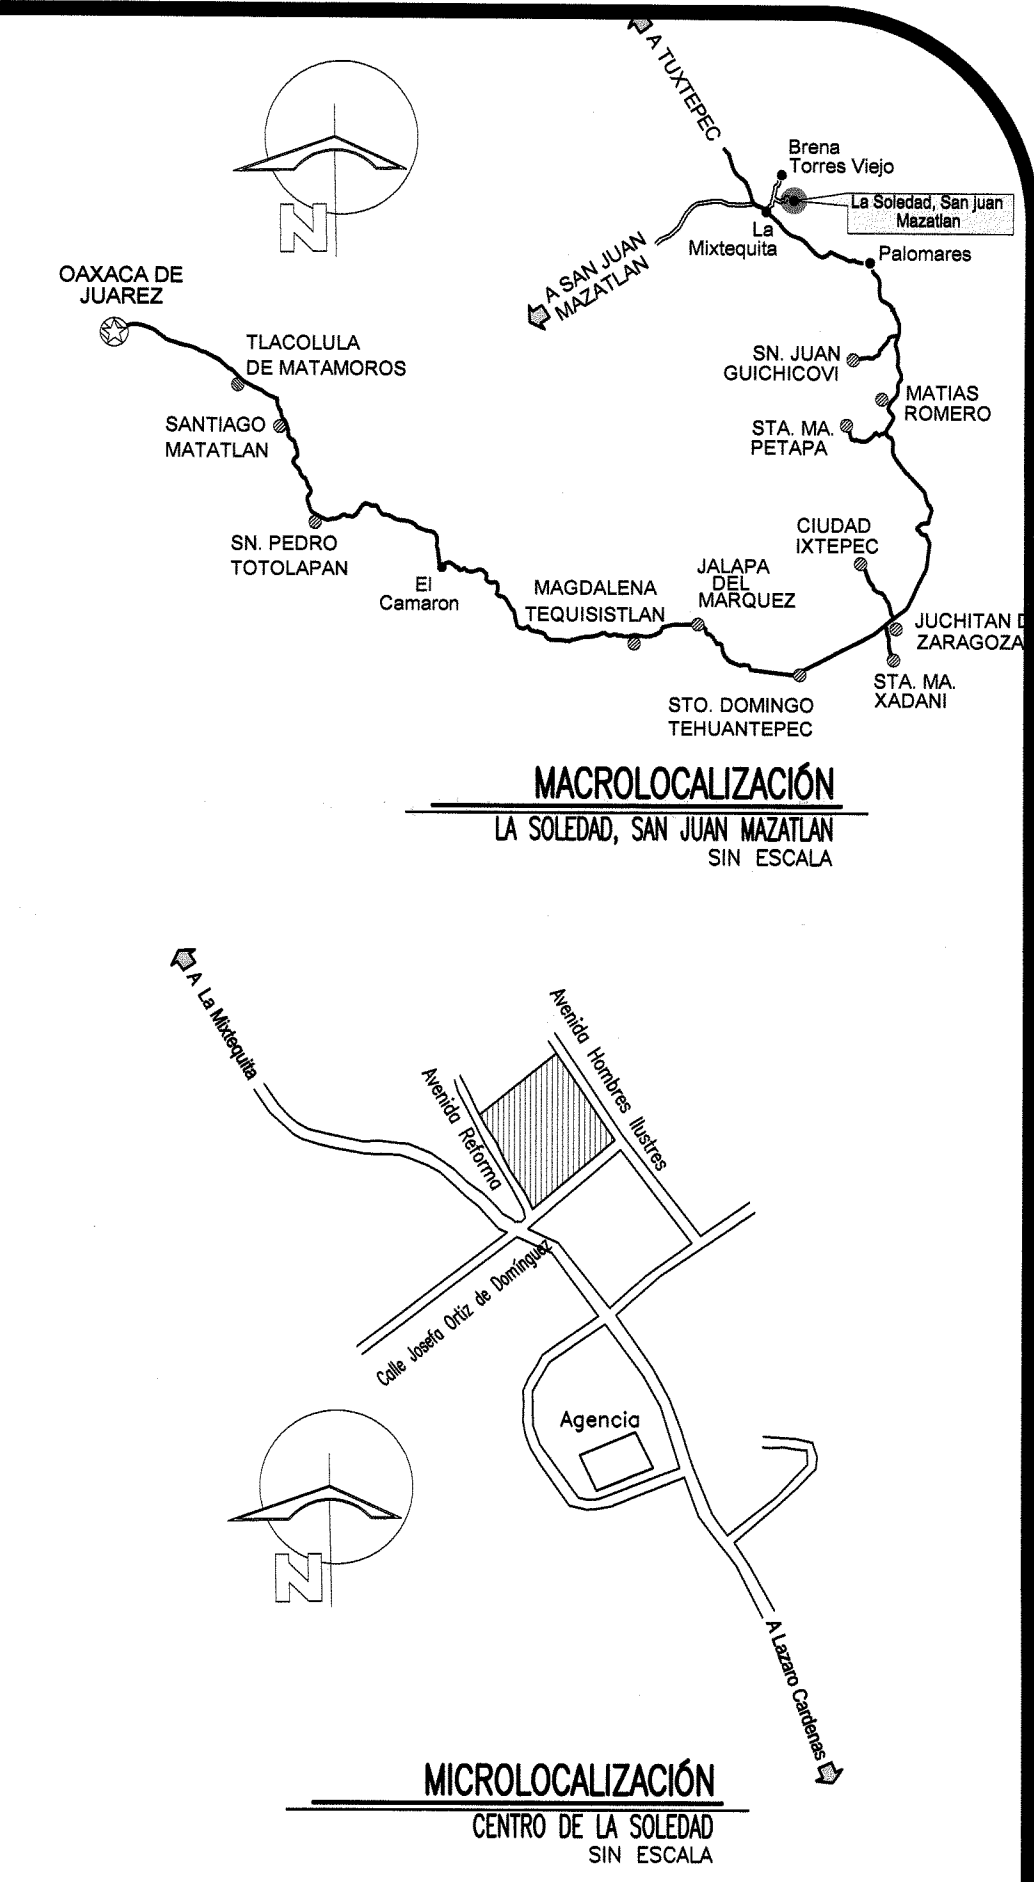 A TUXTEPEC
Brena
Torres Viejo
La Soledad, San juan
Mazatlan
La
Mixtequita
Palomares
A SAN JUAN
MAZATLAN
N
OAXACA DE
JUAREZ
TLACOLULA
DE MATAMOROS
SANTIAGO
MATATLAN
SN. JUAN
GUICHICOVI
MATIAS
ROMERO
STA. MA.
PETAPA
SN. PEDRO
TOTOLAPAN
El
Camaron
CIUDAD
IXTEPEC
MAGDALENA
TEQUISISTLAN
JALAPA
DEL
MARQUEZ
JUCHITAN D
ZARAGOZA
STA. MA.
XADANI
STO. DOMINGO
TEHUANTEPEC
MACROLOCALIZACIÓN
LA SOLEDAD, SAN JUAN MAZATLAN
SIN ESCALA
A La Mixtequita
Avenida Hombres Ilustres
Avenida Reforma
Calle Josefa Ortiz de Domínguez
Agencia
N
A Lazaro Cardenas
MICROLOCALIZACIÓN
CENTRO DE LA SOLEDAD
SIN ESCALA